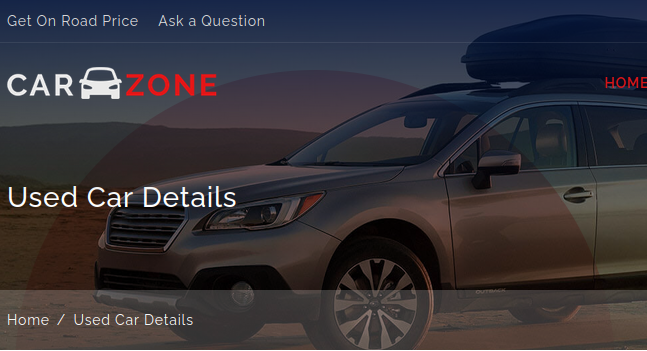 Get On Road Price Ask a Question
CAR ZONE
HOME
Used Car Details
Home / Used Car Details